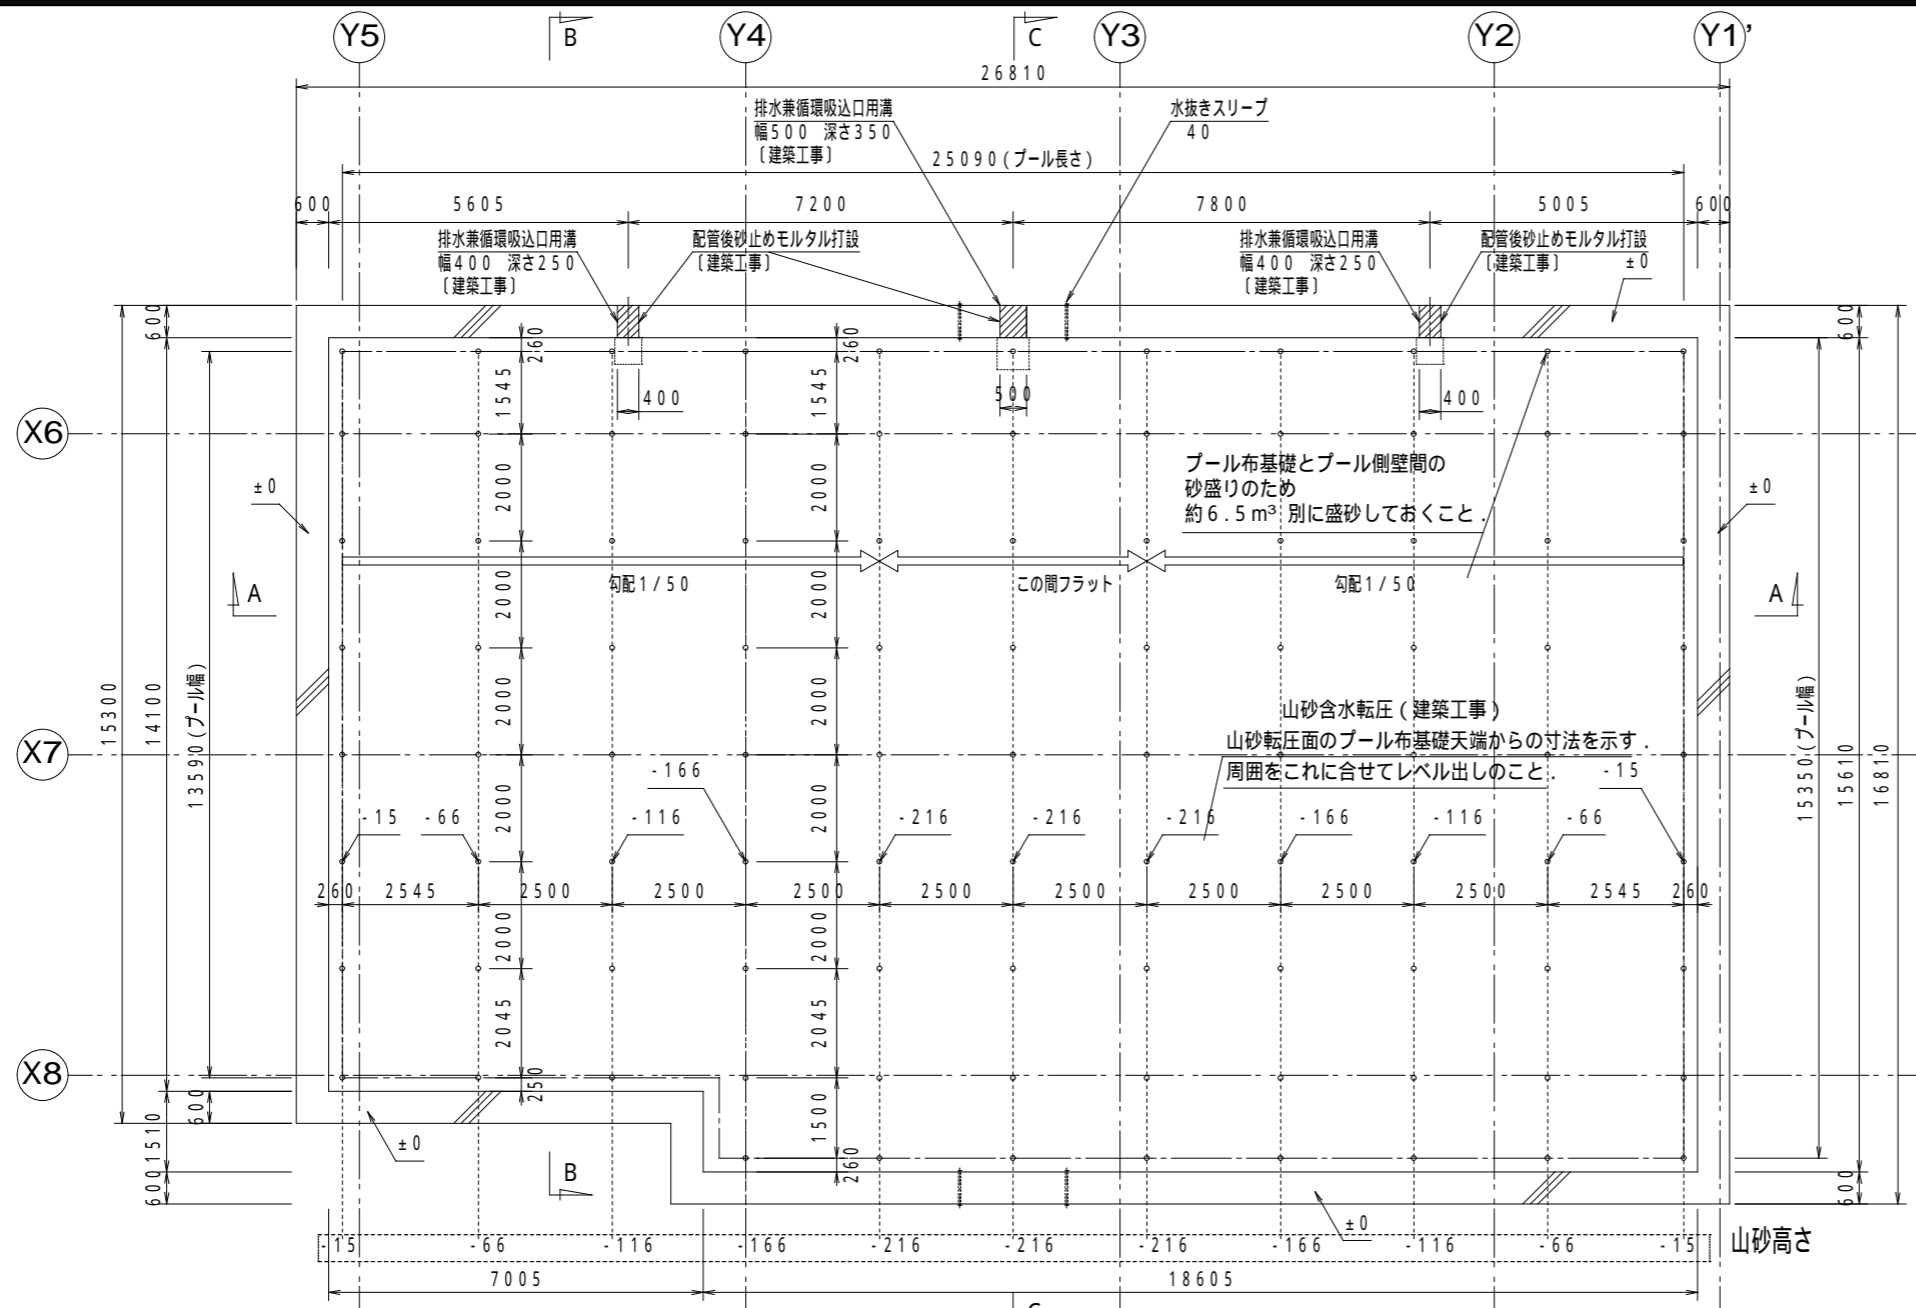 Y5
B
Y4
C
Y3
Y2
Y1'
26810
排水兼循環吸込口用溝
幅500 深さ350
〔建築工事〕
水抜きスリーブ
40
25090(プール長さ)
600
5605
7200
7800
5005
600
排水兼循環吸込口用溝
幅400 深さ250
〔建築工事〕
配管後砂止めモルタル打設
〔建築工事〕
排水兼循環吸込口用溝
幅400 深さ250
〔建築工事〕
配管後砂止めモルタル打設
〔建築工事〕
±0
600
260
260
600
1545
1545
400
500
400
X6
プール布基礎とプール側壁間の
砂盛りのため
約6.5m³ 別に盛砂しておくこと.
±0
±0
2000
2000
A
勾配1/50
この間フラット
勾配1/50
A
2000
2000
15300
14100
13590(プール幅)
2000
2000
15350(プール幅)
15610
16810
山砂含水転圧(建築工事)
山砂転圧面のプール布基礎天端からの寸法を示す.
周囲をこれに合せてレベル出しのこと.
X7
-166
-15
2000
2000
-15
-66
-116
-216
-216
-216
-166
-116
-66
260
2545
2500
2500
2500
2500
2500
2500
2500
2500
2545
260
2000
2000
2045
2045
X8
250
600
1510
1500
±0
260
600
B
600
±0
-15
-66
-116
-166
-216
-216
-216
-166
-116
-66
-15
山砂高さ
7005
18605